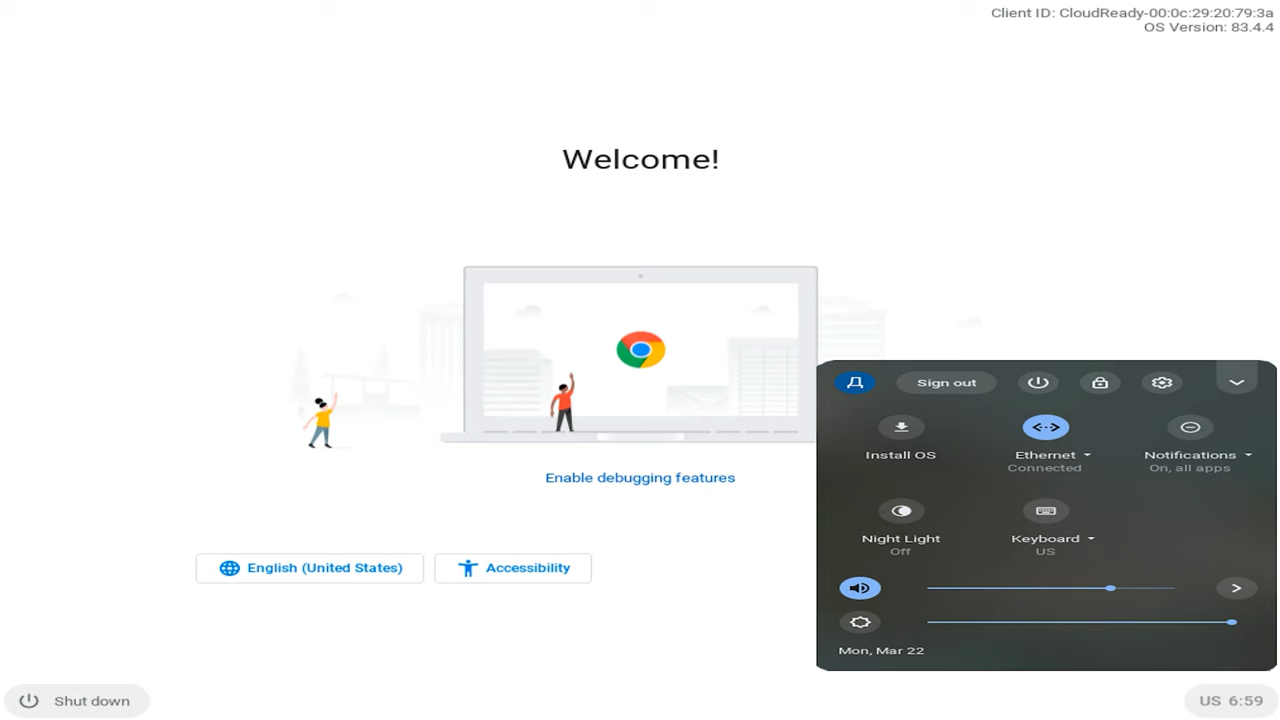 Client ID: CloudReady-00:0c:29:20:79:3a
OS Version: 83.4.4
Welcome!
Enable debugging features
English (United States)
Accessibility
Д
Sign out
Install OS
Ethernet
Connected
Notifications
On, all apps
Night Light
Off
Keyboard
US
Mon, Mar 22
Shut down
US 6:59